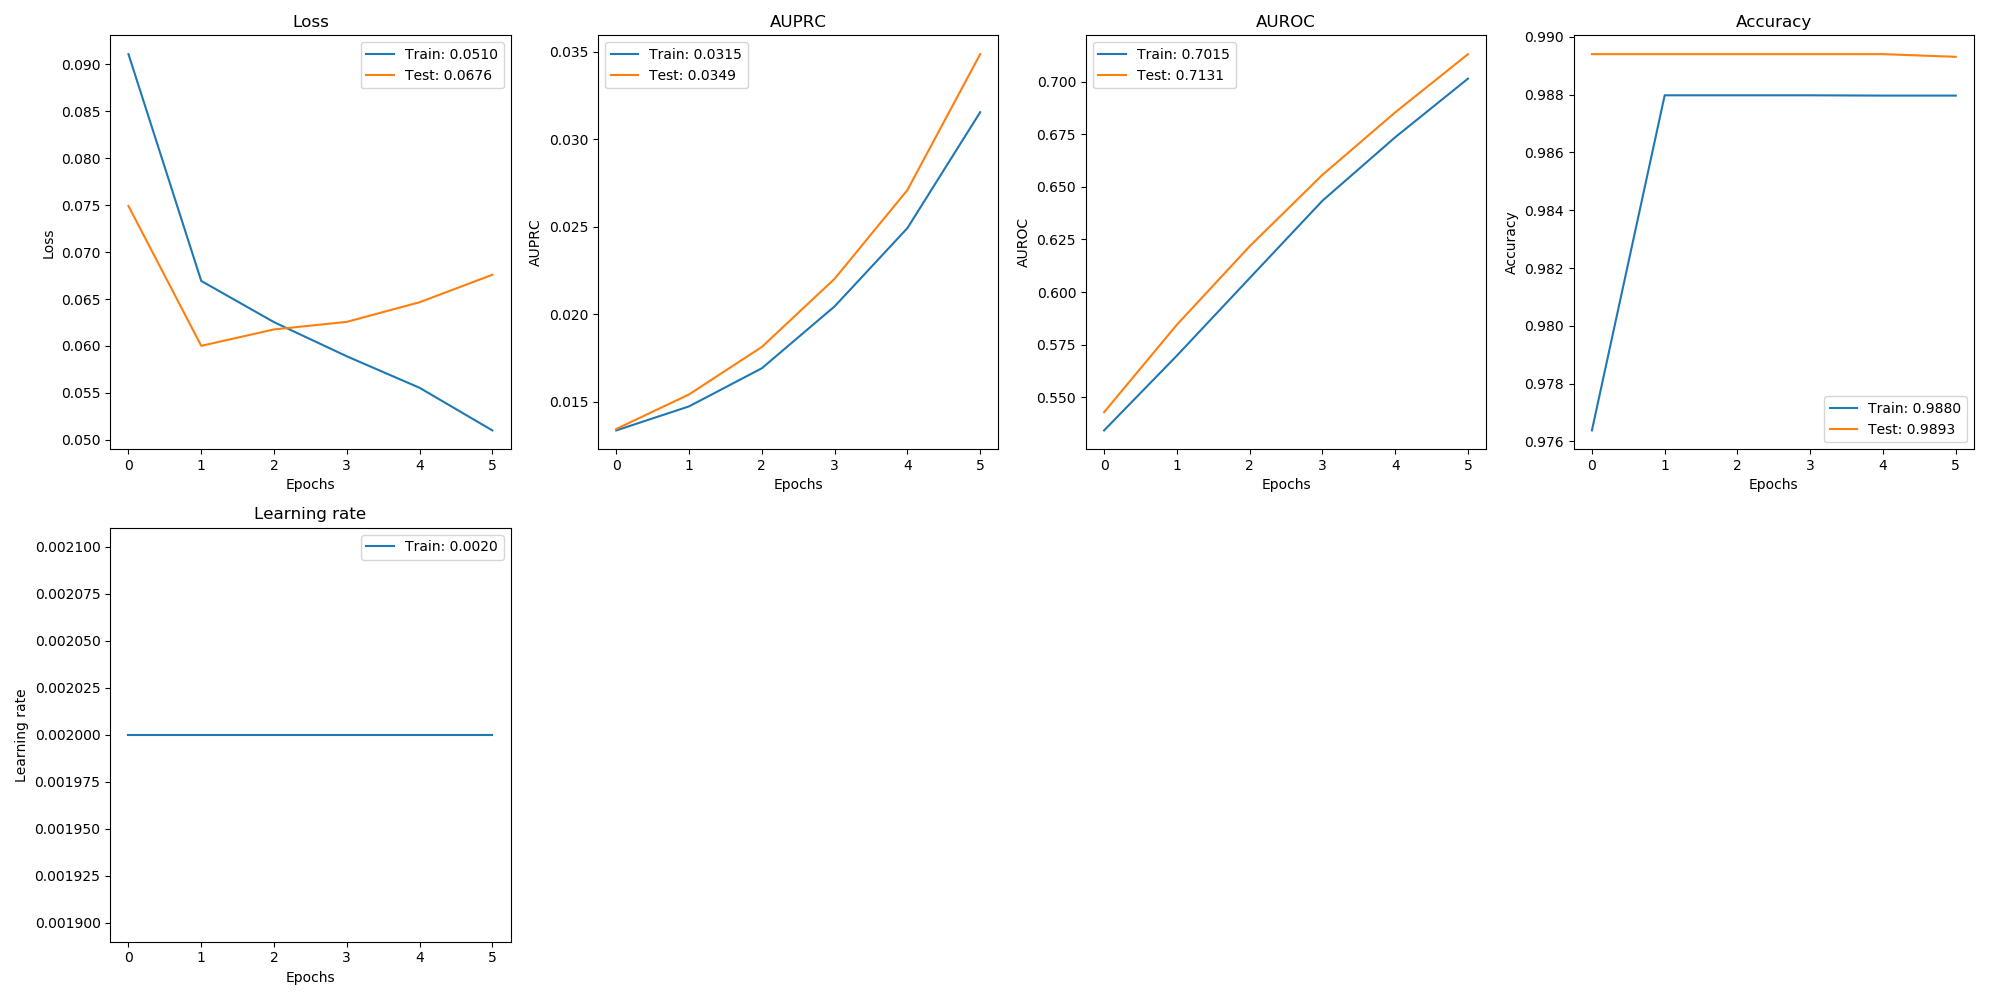 Loss
Train: 0.0510
Test: 0.0676
0.090
0.085
0.080
0.075
0.070
0.065
0.060
0.055
0.050
Loss
0 1 2 3 4 5
Epochs
AUPRC
Train: 0.0315
Test: 0.0349
0.035
0.030
0.025
0.020
0.015
AUPRC
0 1 2 3 4 5
Epochs
AUROC
Train: 0.7015
Test: 0.7131
0.700
0.675
0.650
0.625
0.600
0.575
0.550
AUROC
0 1 2 3 4 5
Epochs
Accuracy
0.990
0.988
0.986
0.984
0.982
0.980
0.978
0.976
Accuracy
Train: 0.9880
Test: 0.9893
0 1 2 3 4 5
Epochs
Learning rate
Train: 0.0020
0.002100
0.002075
0.002050
0.002025
0.002000
0.001975
0.001950
0.001925
0.001900
Learning rate
0 1 2 3 4 5
Epochs